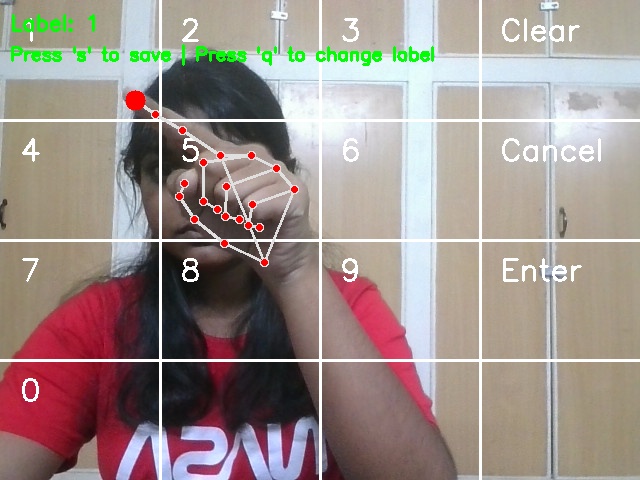 Label: 1
Press 's' to save | Press 'q' to change label
1 2 3 Clear
4 5 6 Cancel
7 8 9 Enter
0
NASA